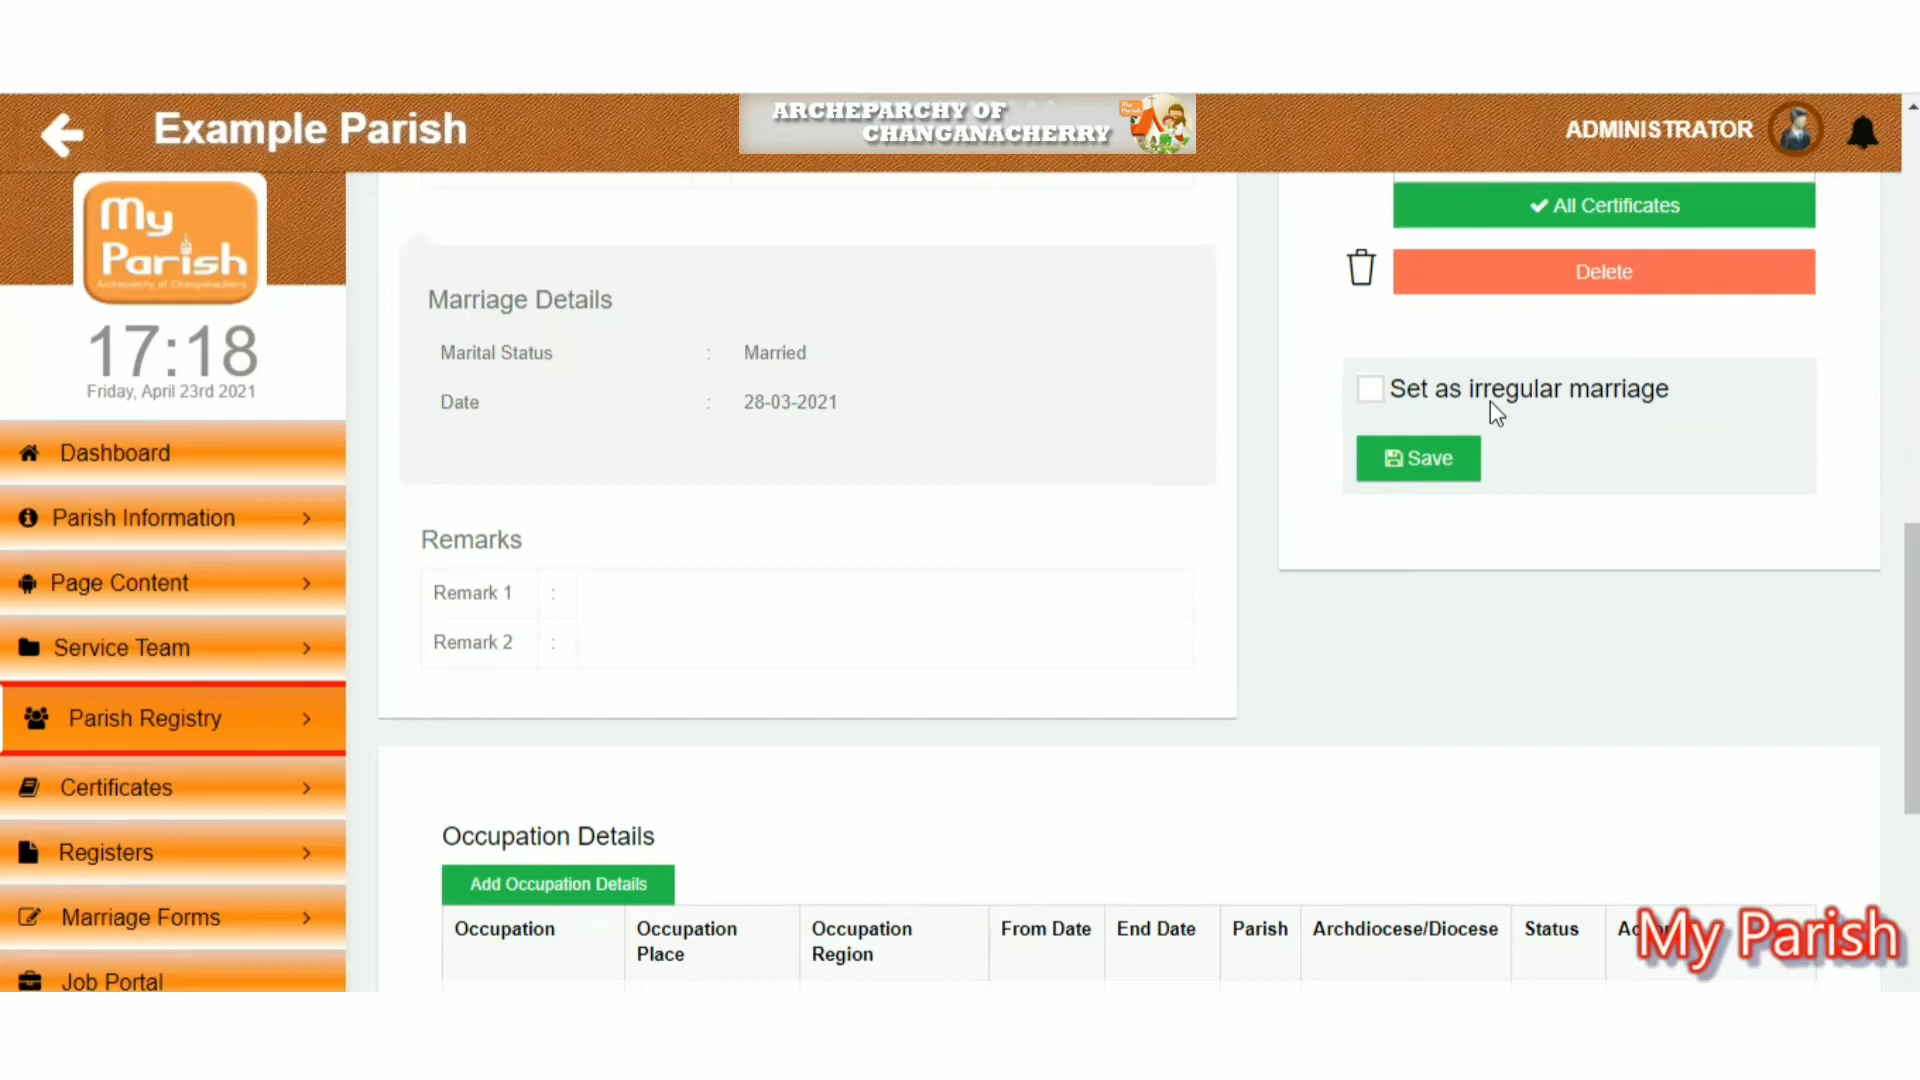 Example Parish
ARCHEPARCHY OF
CHANGANACHERRY
ADMINISTRATOR
My
Parish
Archeparchy of Changanacherry
17:18
Friday, April 23rd 2021
Dashboard
Parish Information
Page Content
Service Team
Parish Registry
Certificates
Registers
Marriage Forms
Job Portal
Marriage Details
Marital Status : Married
Date : 28-03-2021
Remarks
Remark 1 :
Remark 2 :
All Certificates
Delete
Set as irregular marriage
Save
Occupation Details
Add Occupation Details
Occupation Occupation Place Occupation Region From Date End Date Parish Archdiocese/Diocese Status
My Parish